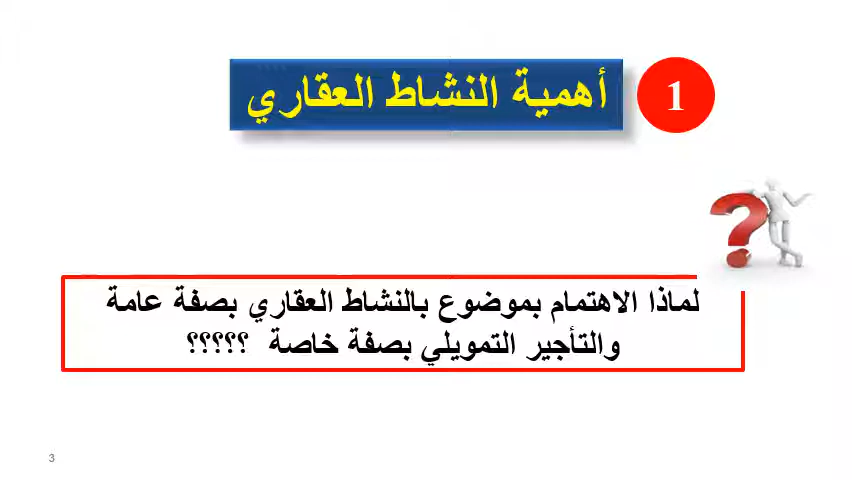 1
أهمية النشاط العقاري
لماذا الاهتمام بموضوع بالنشاط العقاري بصفة عامة
والتأجير التمويلي بصفة خاصة ؟؟؟؟؟
3